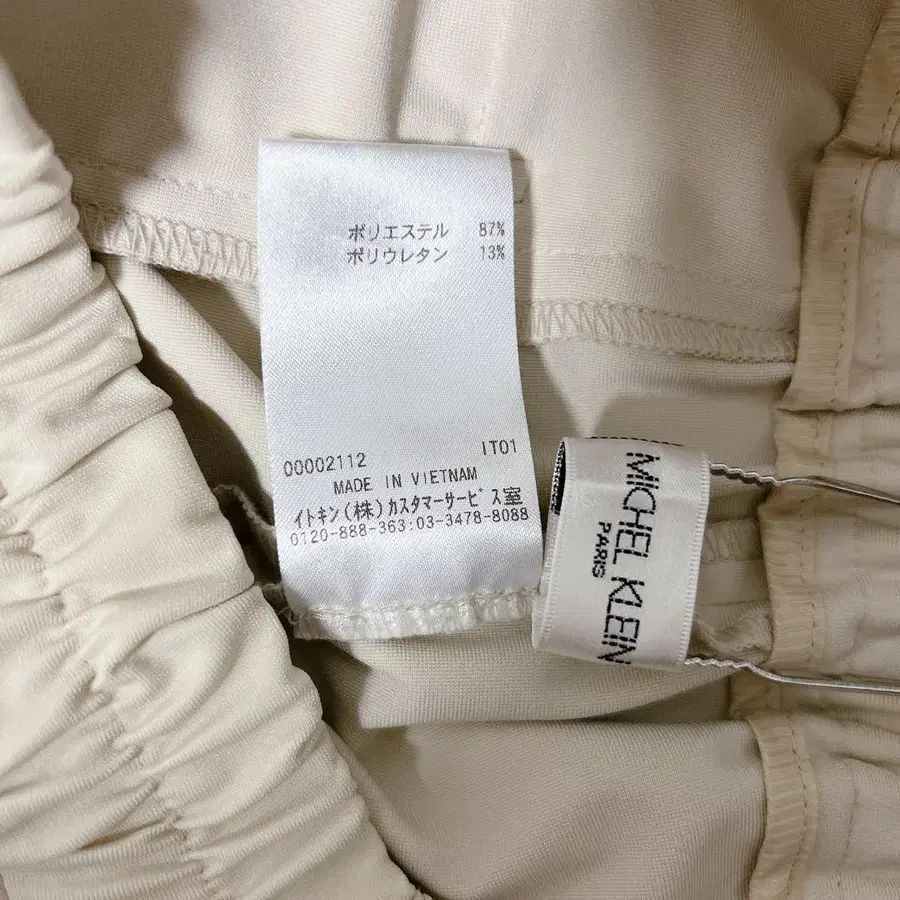 ポリエステル 87%
ポリウレタン 13%
00002112 IT01
MADE IN VIETNAM
イトキン(株)カスタマーサービス室
0120-888-363:03-3478-8088
MICHEL KLEIN
PARIS